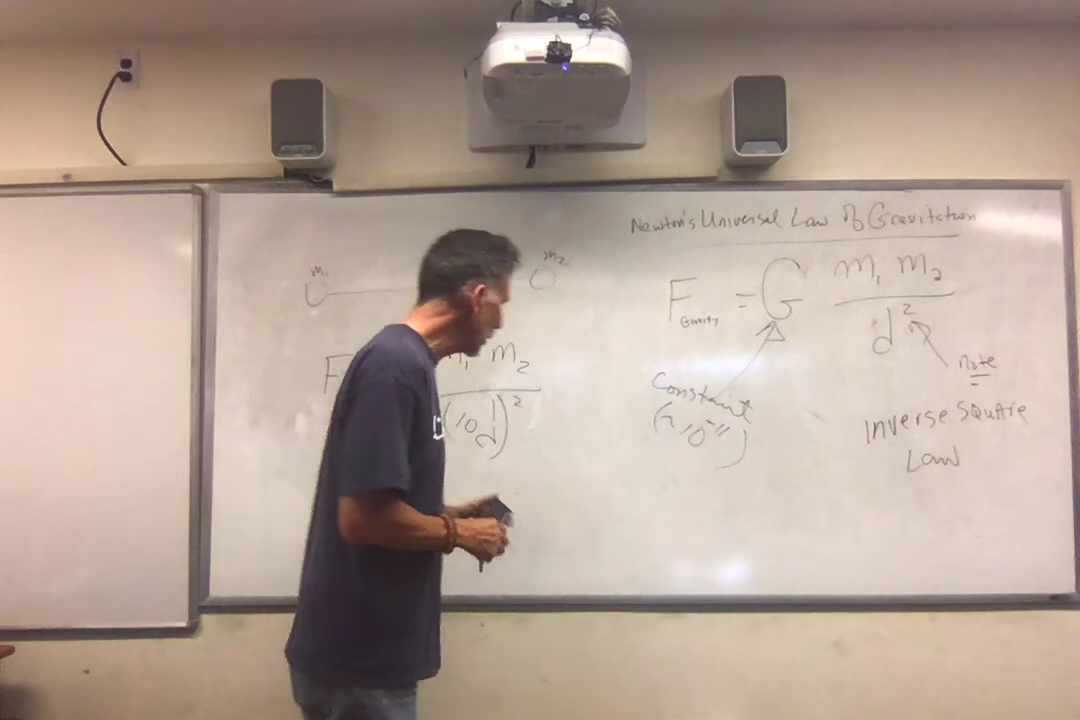 Newton's Universal Law of Gravitation
m₁ m₂
F
m₁ m₂
(10d)²
F Gravity = G m₁ m₂
d²
Constant
10⁻¹¹)
note
Inverse Square
Law